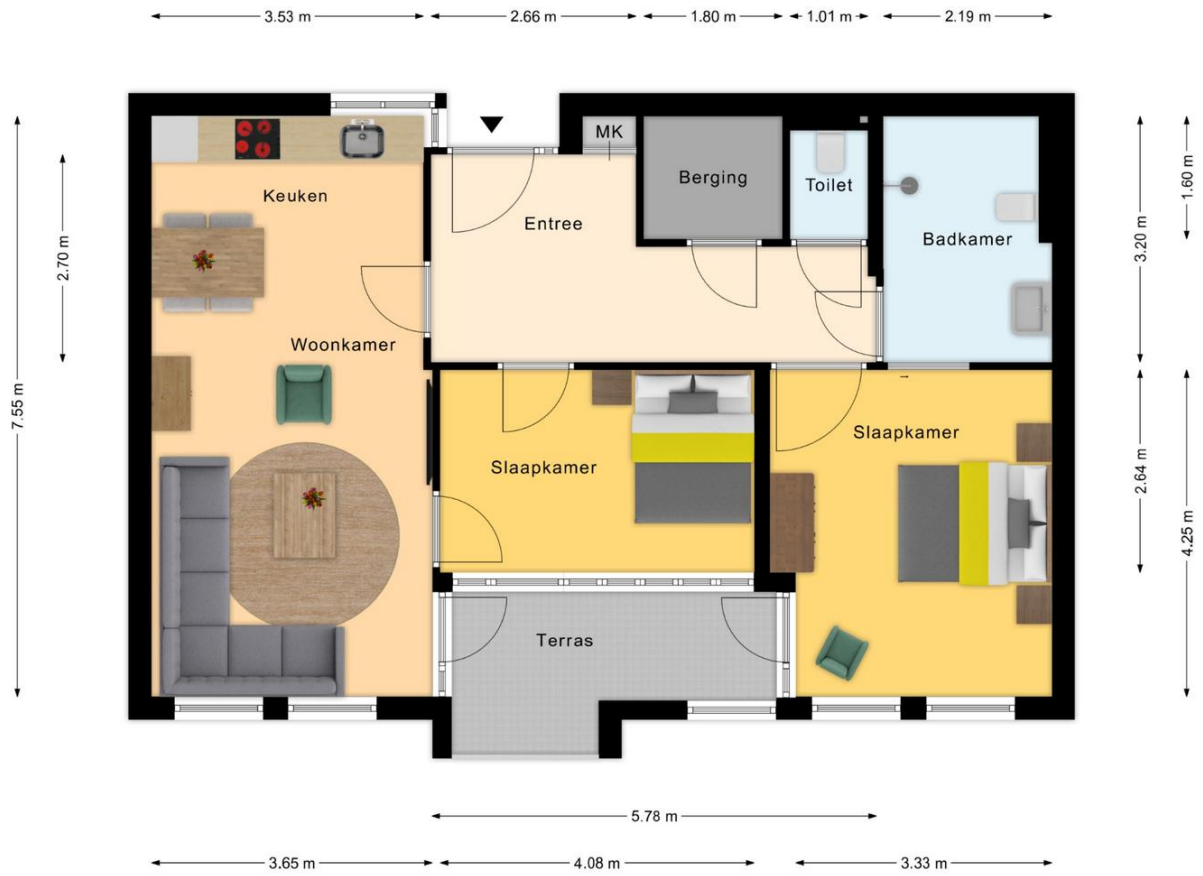 3.53 m
2.66 m
1.80 m
1.01 m
2.19 m
MK
Keuken
Entree
Berging
Toilet
Badkamer
Woonkamer
Slaapkamer
Slaapkamer
Terras
7.55 m
2.70 m
3.20 m
1.60 m
2.64 m
4.25 m
5.78 m
3.65 m
4.08 m
3.33 m